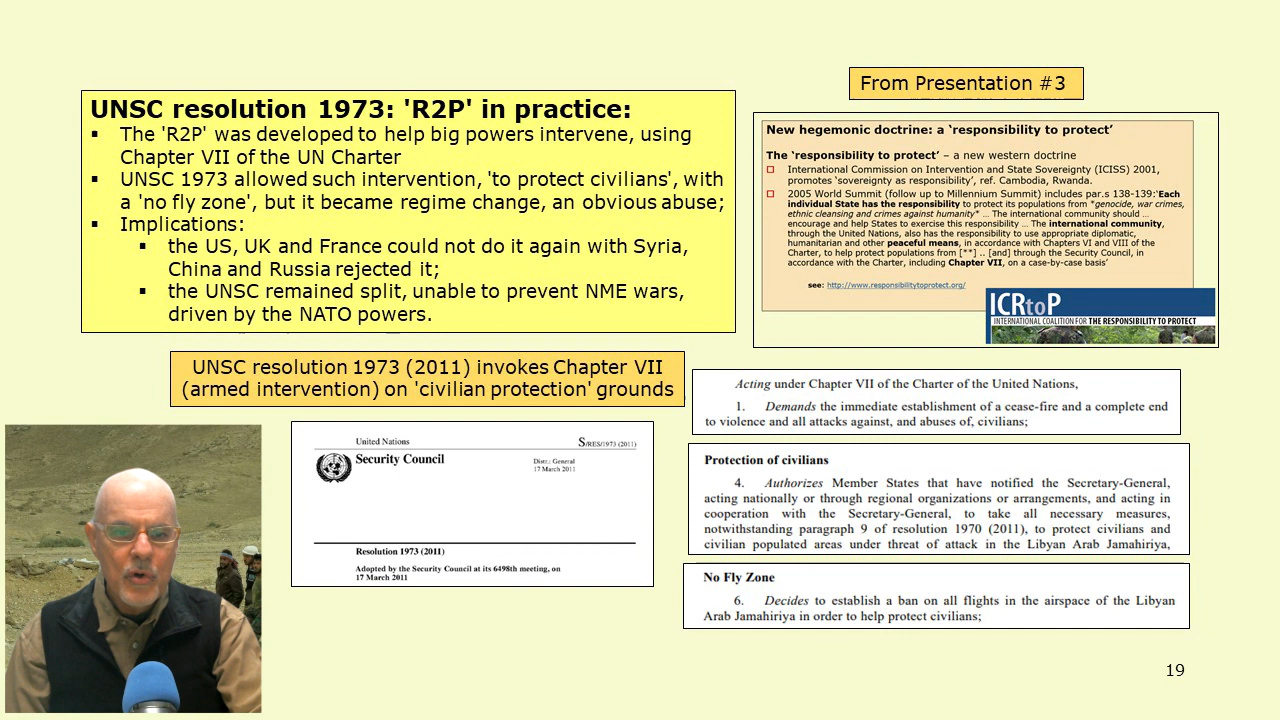 From Presentation #3
UNSC resolution 1973: 'R2P' in practice:
▪ The 'R2P' was developed to help big powers intervene, using
Chapter VII of the UN Charter
▪ UNSC 1973 allowed such intervention, 'to protect civilians', with
a 'no fly zone', but it became regime change, an obvious abuse;
▪ Implications:
▪ the US, UK and France could not do it again with Syria,
China and Russia rejected it;
▪ the UNSC remained split, unable to prevent NME wars,
driven by the NATO powers.
New hegemonic doctrine: a ‘responsibility to protect’
The ‘responsibility to protect’ – a new western doctrine
International Commission on Intervention and State Sovereignty (ICISS) 2001,
promotes ‘sovereignty as responsibility’, ref. Cambodia, Rwanda.
2005 World Summit (follow up to Millennium Summit) includes par.s 138-139:‘Each
individual State has the responsibility to protect its populations from *genocide, war crimes,
ethnic cleansing and crimes against humanity* … The international community should …
encourage and help States to exercise this responsibility … The international community,
through the United Nations, also has the responsibility to use appropriate diplomatic,
humanitarian and other peaceful means, in accordance with Chapters VI and VIII of the
Charter, to help protect populations from [**] .. [and] through the Security Council, in
accordance with the Charter, including Chapter VII, on a case-by-case basis’
see: http://www.responsibilitytoprotect.org/
ICRtoP
INTERNATIONAL COALITION FOR THE RESPONSIBILITY TO PROTECT
UNSC resolution 1973 (2011) invokes Chapter VII
(armed intervention) on 'civilian protection' grounds
United Nations S/RES/1973 (2011)
Security Council
Distr.: General
17 March 2011
Resolution 1973 (2011)
Adopted by the Security Council at its 6498th meeting, on
17 March 2011
Acting under Chapter VII of the Charter of the United Nations,
1. Demands the immediate establishment of a cease-fire and a complete end
to violence and all attacks against, and abuses of, civilians;
Protection of civilians
4. Authorizes Member States that have notified the Secretary-General,
acting nationally or through regional organizations or arrangements, and acting in
cooperation with the Secretary-General, to take all necessary measures,
notwithstanding paragraph 9 of resolution 1970 (2011), to protect civilians and
civilian populated areas under threat of attack in the Libyan Arab Jamahiriya,
No Fly Zone
6. Decides to establish a ban on all flights in the airspace of the Libyan
Arab Jamahiriya in order to help protect civilians;
19